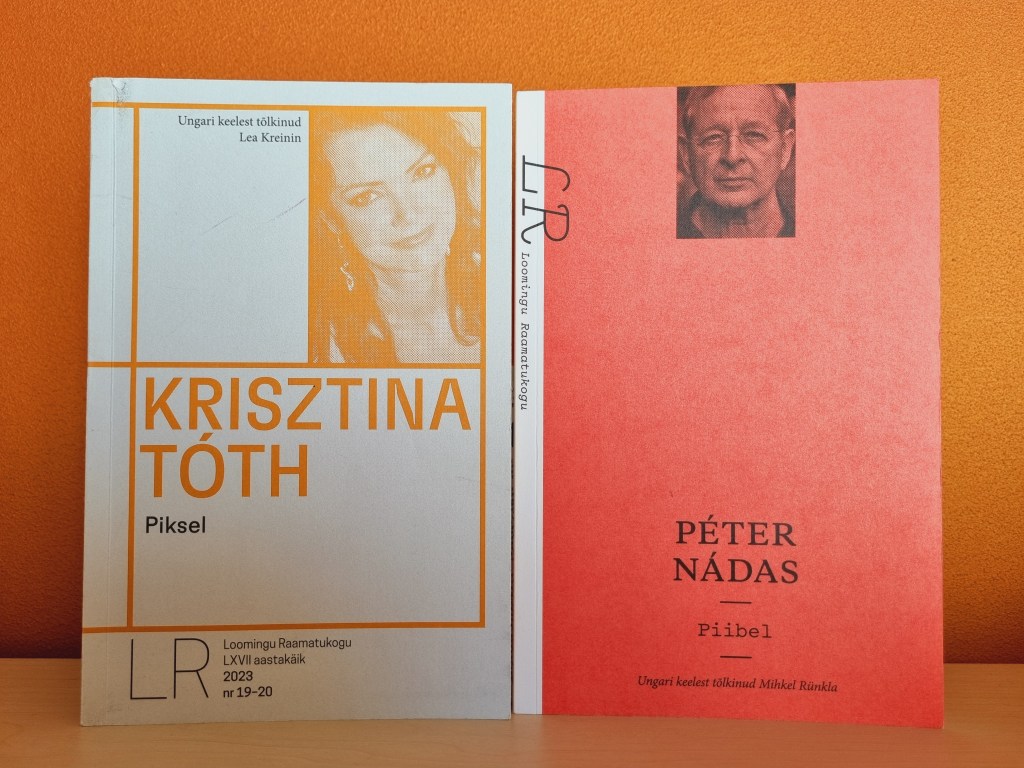 Ungari keelest tõlkinud
Lea Kreinin
KRISZTINA
TÓTH
Piksel
LR
Loomingu Raamatukogu
LXVII aastakäik
2023
nr 19–20
LR
Loomingu Raamatukogu
PÉTER
NÁDAS
Piibel
Ungari keelest tõlkinud Mihkel Rünkla